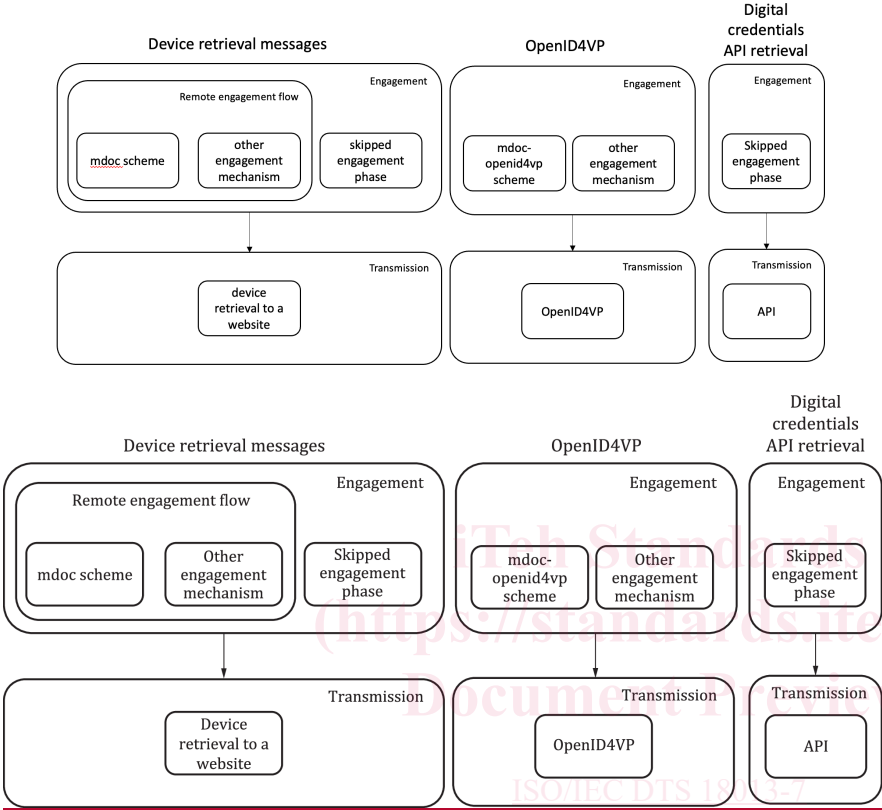 Digital
credentials
API retrieval
Device retrieval messages
OpenID4VP
Engagement
Remote engagement flow
mdoc scheme
other
engagement
mechanism
skipped
engagement
phase
Engagement
mdoc-
openid4vp
scheme
other
engagement
mechanism
Engagement
Skipped
engagement
phase
Transmission
device
retrieval to a
website
Transmission
OpenID4VP
Transmission
API
Digital
credentials
API retrieval
Device retrieval messages
OpenID4VP
Engagement
Remote engagement flow
mdoc scheme
Other
engagement
mechanism
Skipped
engagement
phase
Engagement
mdoc-
openid4vp
scheme
Other
engagement
mechanism
Engagement
Skipped
engagement
phase
iTeh Standards
(https://standards.ite
Document Preview
Transmission
Device
retrieval to a
website
Transmission
OpenID4VP
Transmission
API
ISO/IEC DTS 18013-7